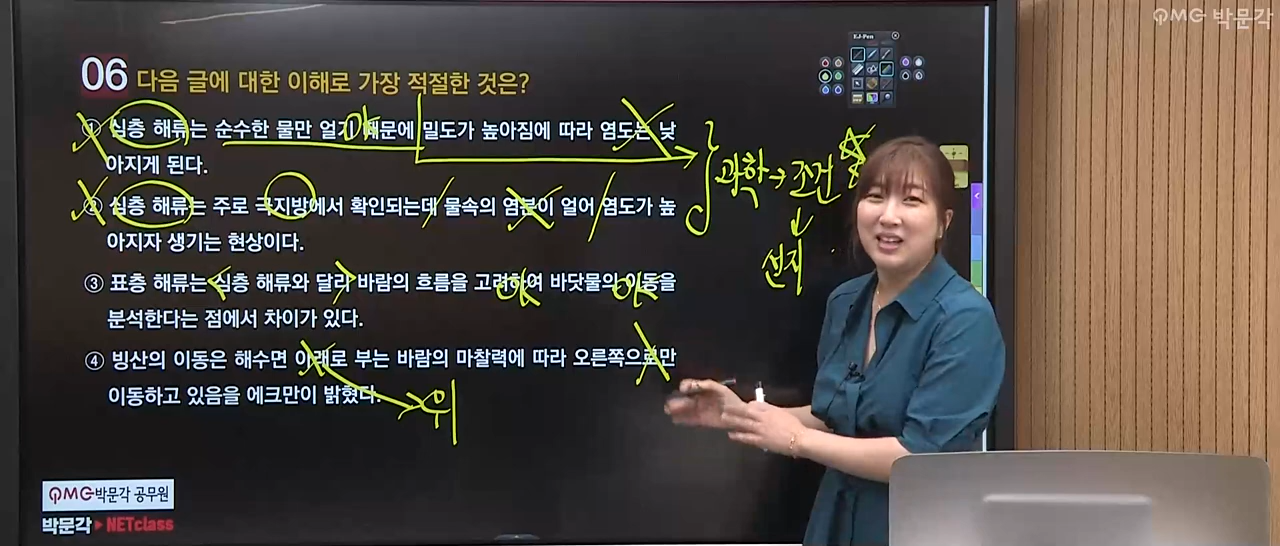 QMG 박문각
EJ-Pen
06 다음 글에 대한 이해로 가장 적절한 것은?
① 심층 해류는 순수한 물만 얼기 때문에 밀도가 높아짐에 따라 염도는 낮
아지게 된다.
② 심층 해류는 주로 극지방에서 확인되는데 물속의 염분이 얼어 염도가 높
아지자 생기는 현상이다.
③ 표층 해류는 심층 해류와 달리 바람의 흐름을 고려하여 바닷물의 이동을
분석한다는 점에서 차이가 있다.
④ 빙산의 이동은 해수면 아래로 부는 바람의 마찰력에 따라 오른쪽으로만
이동하고 있음을 에크만이 밝혔다.
과학→조건
↓
선지
OK OK
위
QMG박문각 공무원
박문각 ▶ NETclass